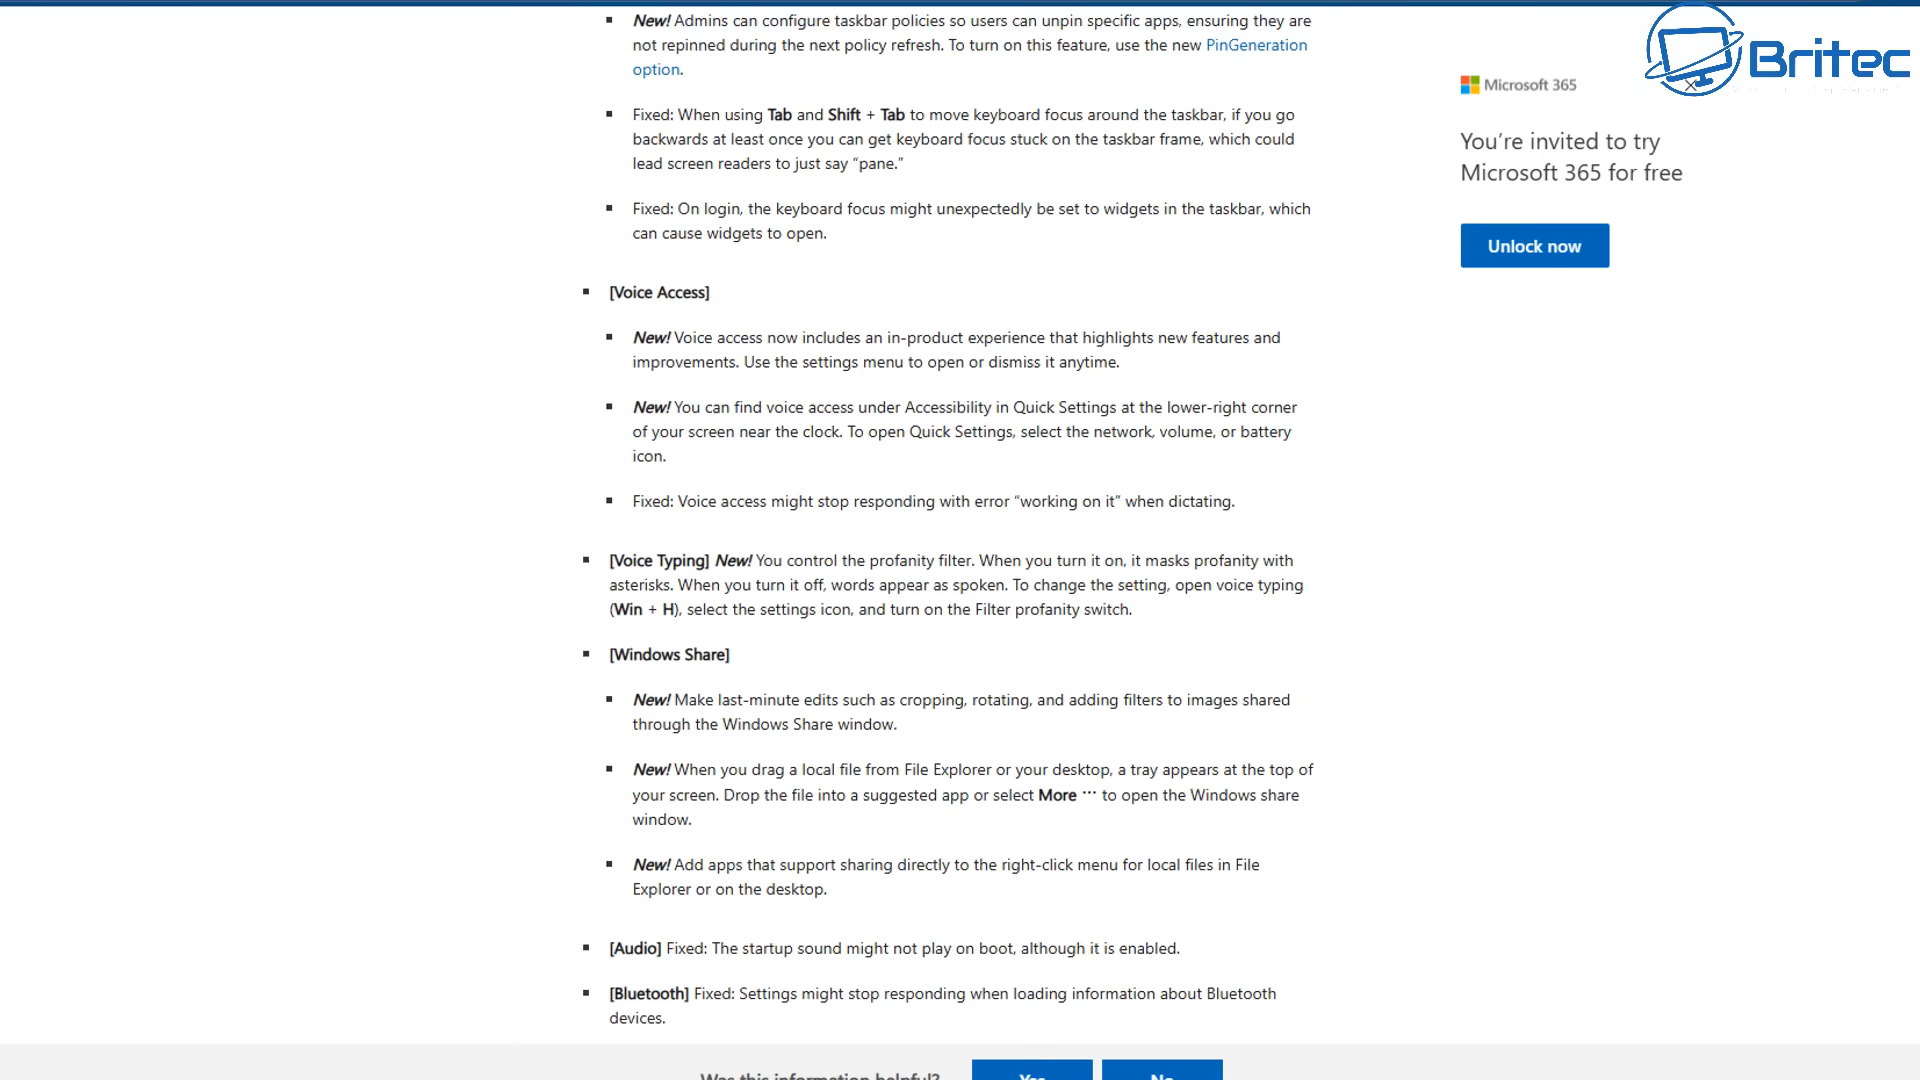 New! Admins can configure taskbar policies so users can unpin specific apps, ensuring they are
not repinned during the next policy refresh. To turn on this feature, use the new PinGeneration
option.
Fixed: When using Tab and Shift + Tab to move keyboard focus around the taskbar, if you go
backwards at least once you can get keyboard focus stuck on the taskbar frame, which could
lead screen readers to just say “pane.”
Fixed: On login, the keyboard focus might unexpectedly be set to widgets in the taskbar, which
can cause widgets to open.
[Voice Access]
New! Voice access now includes an in-product experience that highlights new features and
improvements. Use the settings menu to open or dismiss it anytime.
New! You can find voice access under Accessibility in Quick Settings at the lower-right corner
of your screen near the clock. To open Quick Settings, select the network, volume, or battery
icon.
Fixed: Voice access might stop responding with error “working on it” when dictating.
[Voice Typing] New! You control the profanity filter. When you turn it on, it masks profanity with
asterisks. When you turn it off, words appear as spoken. To change the setting, open voice typing
(Win + H), select the settings icon, and turn on the Filter profanity switch.
[Windows Share]
New! Make last-minute edits such as cropping, rotating, and adding filters to images shared
through the Windows Share window.
New! When you drag a local file from File Explorer or your desktop, a tray appears at the top of
your screen. Drop the file into a suggested app or select More ··· to open the Windows share
window.
New! Add apps that support sharing directly to the right-click menu for local files in File
Explorer or on the desktop.
[Audio] Fixed: The startup sound might not play on boot, although it is enabled.
[Bluetooth] Fixed: Settings might stop responding when loading information about Bluetooth
devices.
Was this information helpful?
Yes
No
Britec
Microsoft 365
You’re invited to try
Microsoft 365 for free
Unlock now